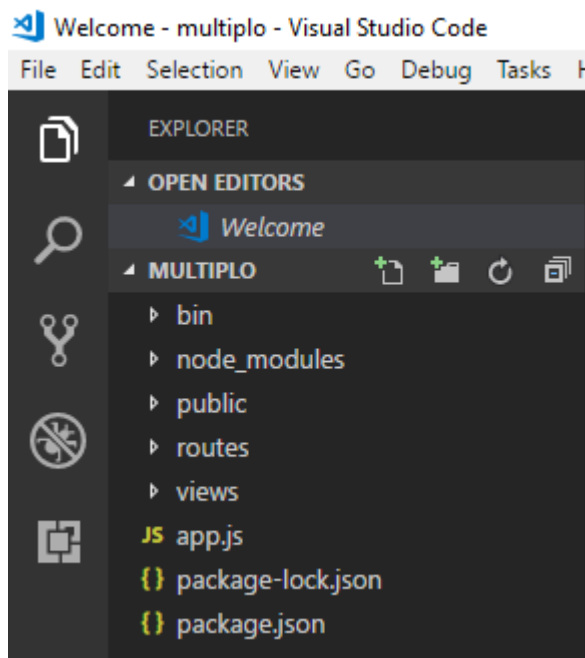 Welcome - multiplo - Visual Studio Code
File Edit Selection View Go Debug Tasks
EXPLORER
OPEN EDITORS
Welcome
MULTIPLO
bin
node_modules
public
routes
views
JS app.js
{} package-lock.json
{} package.json